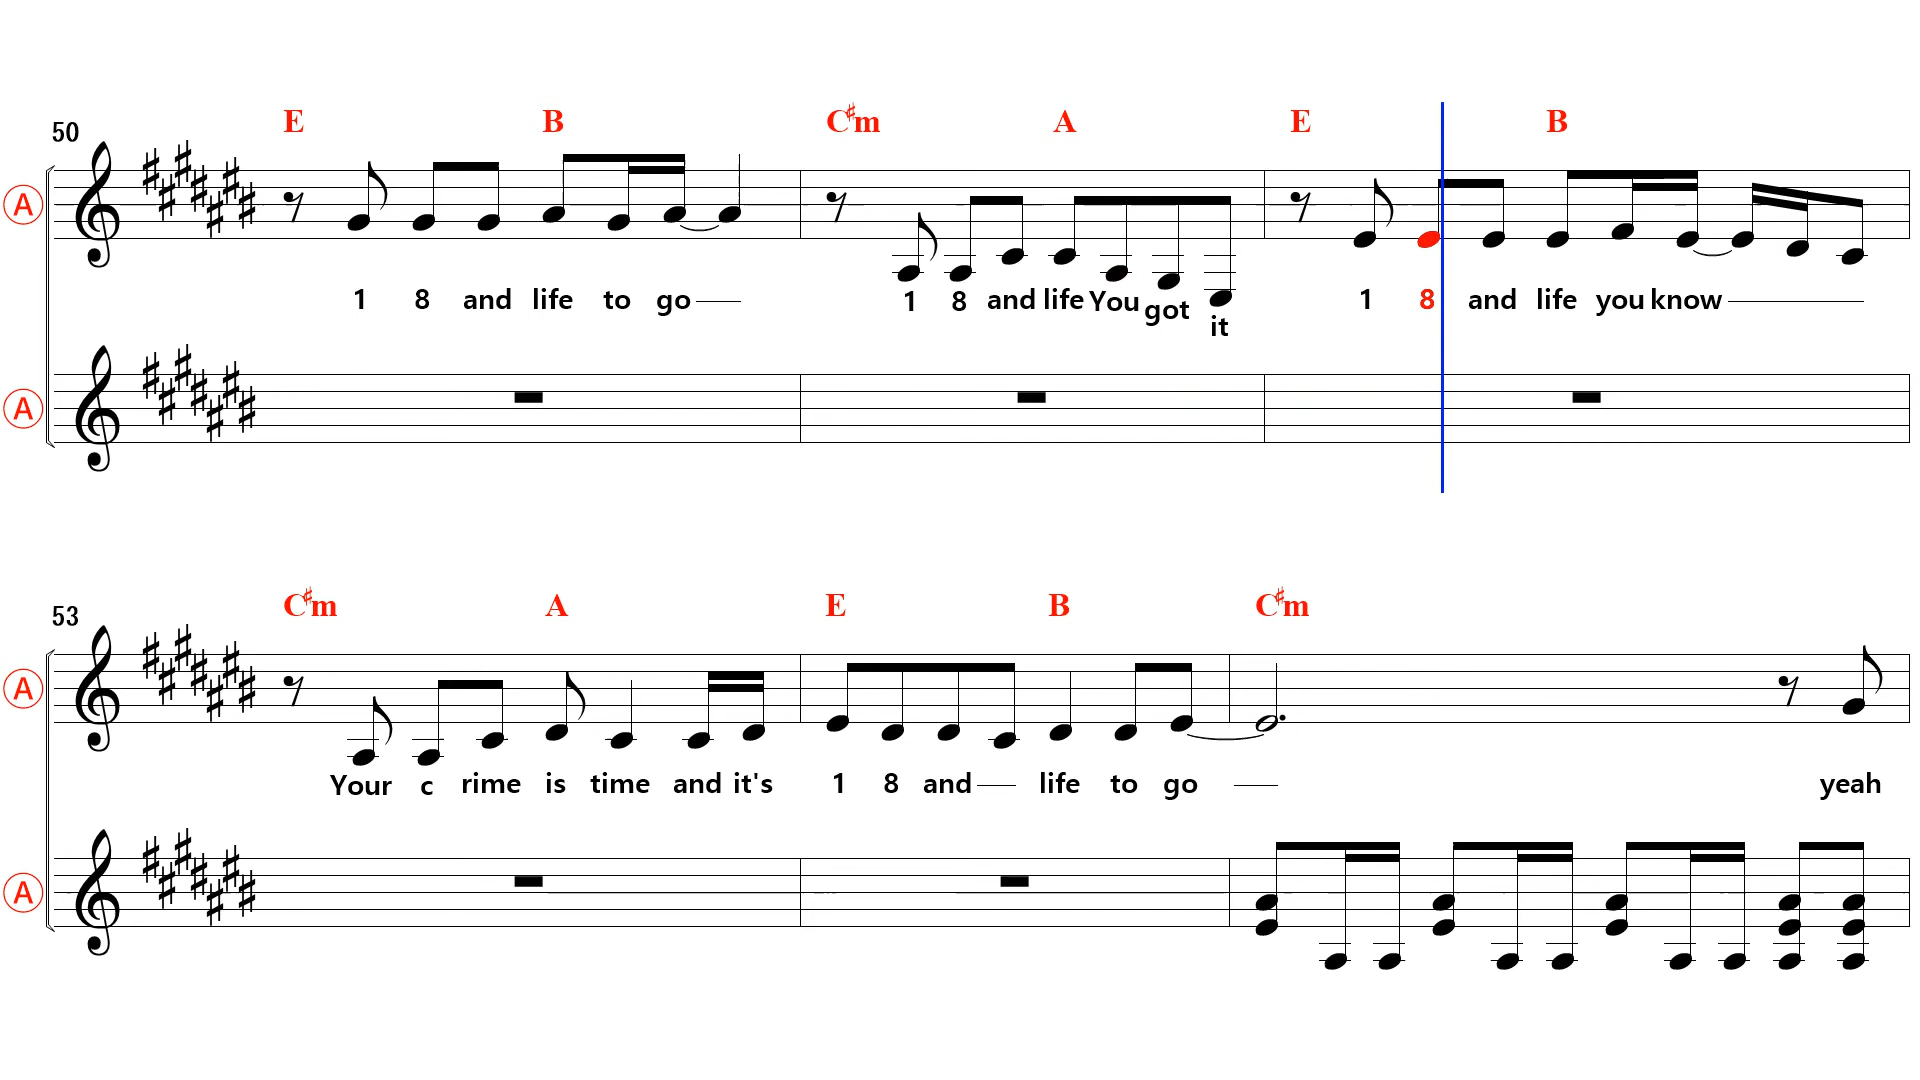 E B C♯m A E B
50
A
1 8 and life to go 1 8 and life You got it 1 8 and life you know
A
C♯m A E B C♯m
53
A
Your c rime is time and it's 1 8 and life to go yeah
A